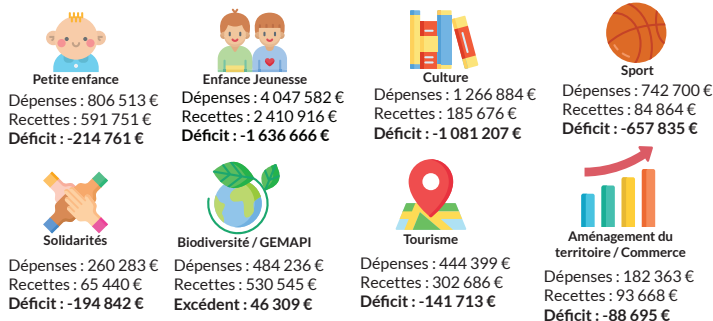 Petite enfance
Dépenses : 806 513 €
Recettes : 591 751 €
Déficit : -214 761 €
Enfance Jeunesse
Dépenses : 4 047 582 €
Recettes : 2 410 916 €
Déficit : -1 636 666 €
Culture
Dépenses : 1 266 884 €
Recettes : 185 676 €
Déficit : -1 081 207 €
Sport
Dépenses : 742 700 €
Recettes : 84 864 €
Déficit : -657 835 €
Solidarités
Dépenses : 260 283 €
Recettes : 65 440 €
Déficit : -194 842 €
Biodiversité / GEMAPI
Dépenses : 484 236 €
Recettes : 530 545 €
Excédent : 46 309 €
Tourisme
Dépenses : 444 399 €
Recettes : 302 686 €
Déficit : -141 713 €
Aménagement du
territoire / Commerce
Dépenses : 182 363 €
Recettes : 93 668 €
Déficit : -88 695 €